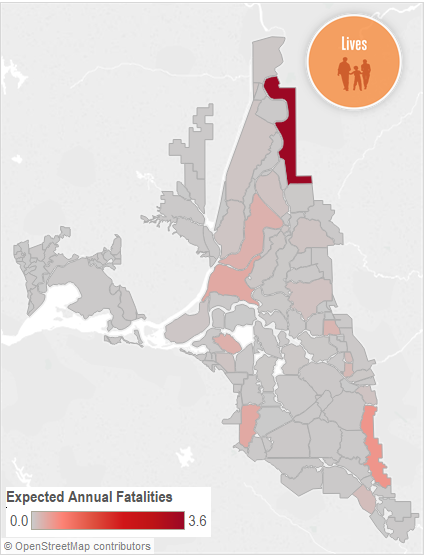 Lives
Expected Annual Fatalities
0.0 3.6
© OpenStreetMap contributors